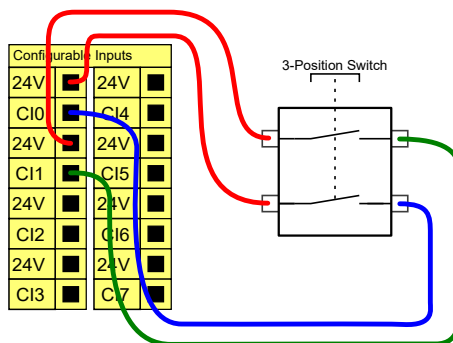 Configurable Inputs
24V 24V
CI0 CI4
24V 24V
CI1 CI5
24V 24V
CI2 CI6
24V 24V
CI3 CI7
3-Position Switch